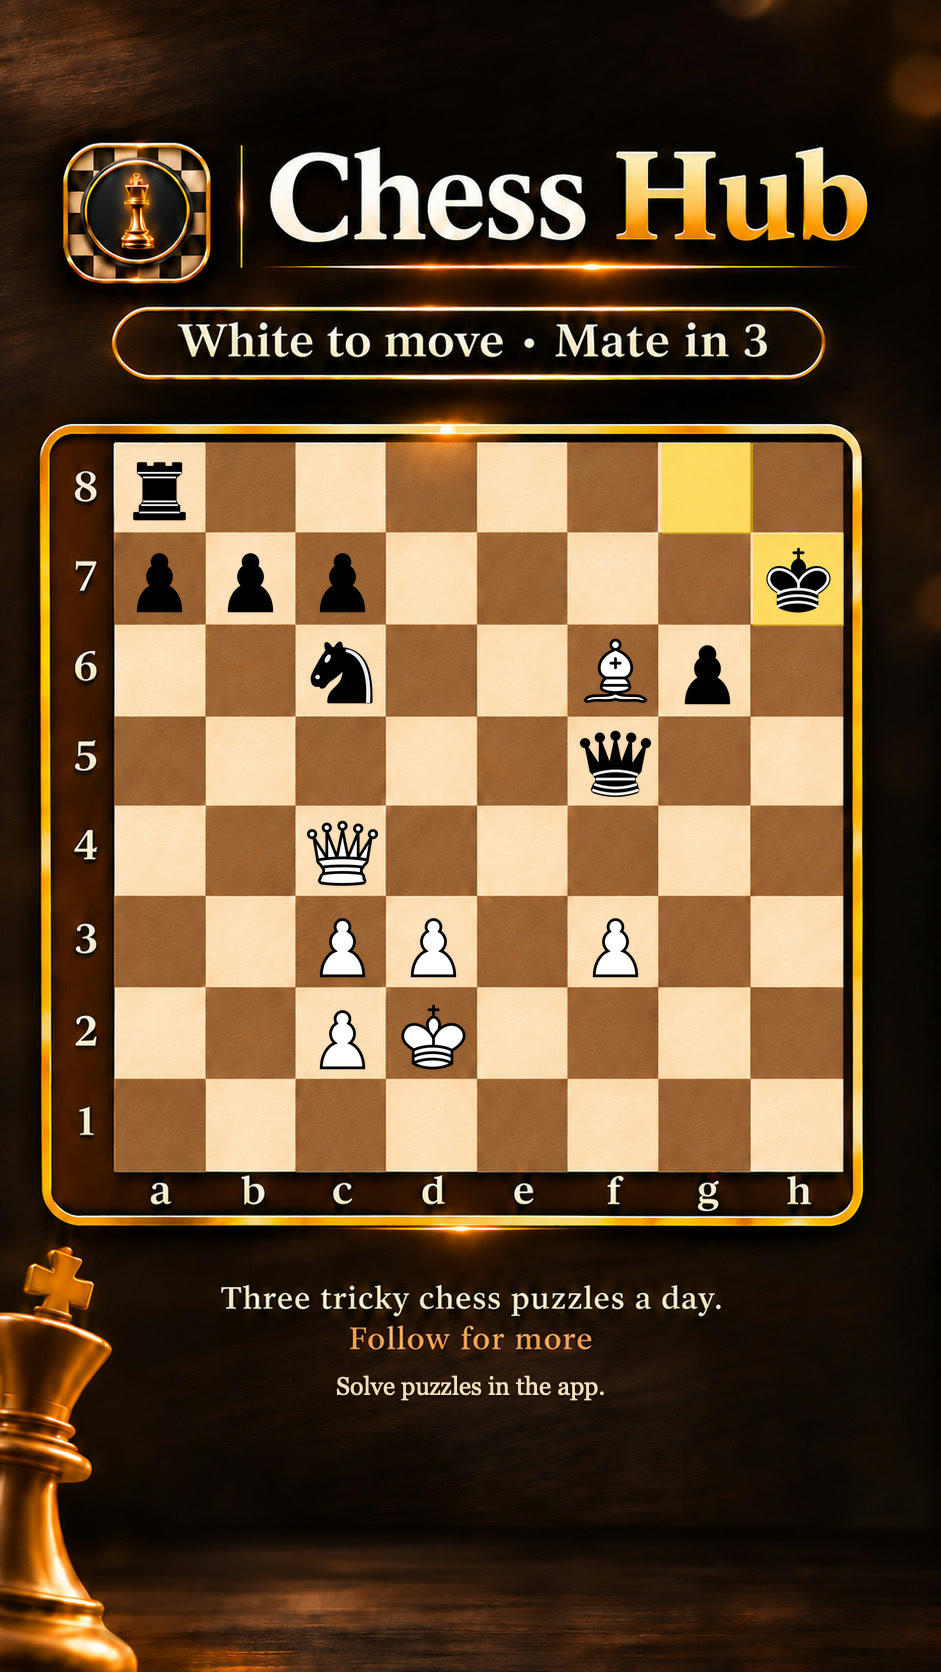 Chess Hub
White to move • Mate in 3
8
7
6
5
4
3
2
1
a b c d e f g h
Three tricky chess puzzles a day.
Follow for more
Solve puzzles in the app.